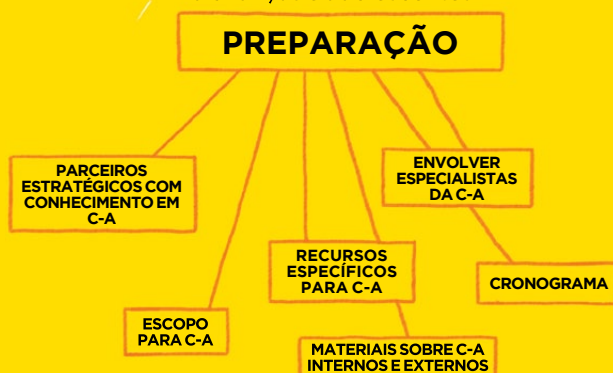 PREPARAÇÃO
PARCEIROS
ESTRATÉGICOS COM
CONHECIMENTO EM
C-A
ENVOLVER
ESPECIALISTAS
DA C-A
RECURSOS
ESPECÍFICOS
PARA C-A
CRONOGRAMA
ESCOPO
PARA C-A
MATERIAIS SOBRE C-A
INTERNOS E EXTERNOS